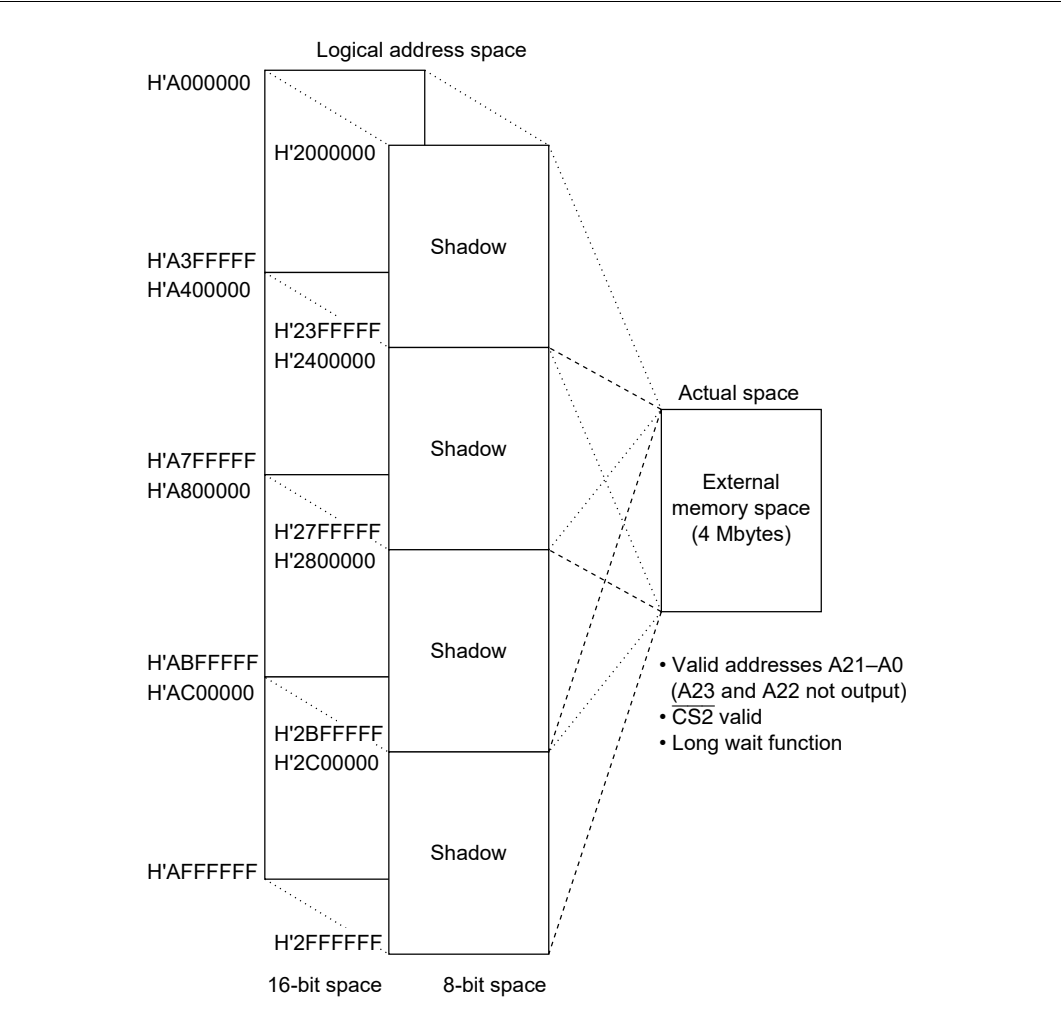 Logical address space
H'A000000
H'2000000
Shadow
H'A3FFFFF
H'A400000
H'23FFFFF
H'2400000
Actual space
Shadow
H'A7FFFFF
H'A800000
External
memory space
(4 Mbytes)
H'27FFFFF
H'2800000
Shadow
H'ABFFFFF
H'AC00000
• Valid addresses A21–A0
(A23 and A22 not output)
• CS2 valid
• Long wait function
H'2BFFFFF
H'2C00000
Shadow
H'AFFFFFF
H'2FFFFFF
16-bit space
8-bit space